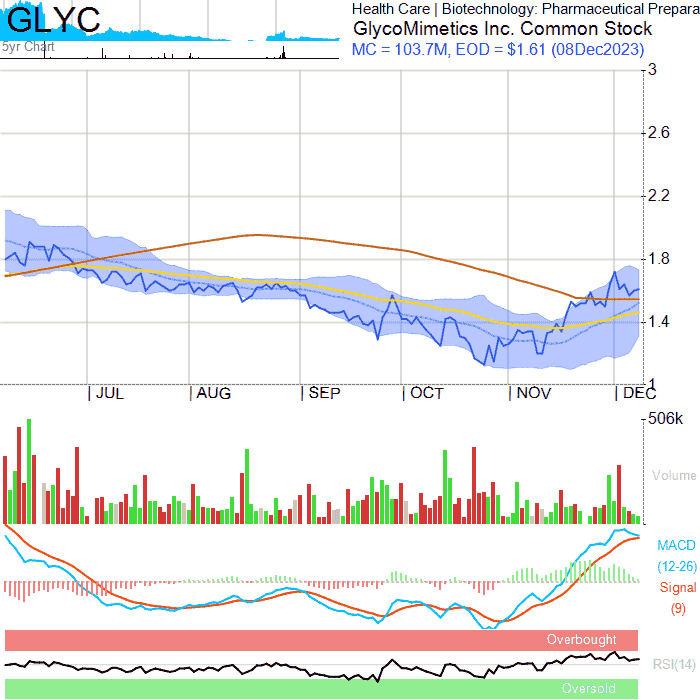 GLYC
Health Care | Biotechnology: Pharmaceutical Prepara
GlycoMimetics Inc. Common Stock
5yr Chart
MC = 103.7M, EOD = $1.61 (08Dec2023)
3
2.6
2.2
1.8
1.4
1
JUL
AUG
SEP
OCT
NOV
DEC
506k
Volume
MACD
(12-26)
Signal
(9)
Overbought
RSI(14)
Oversold